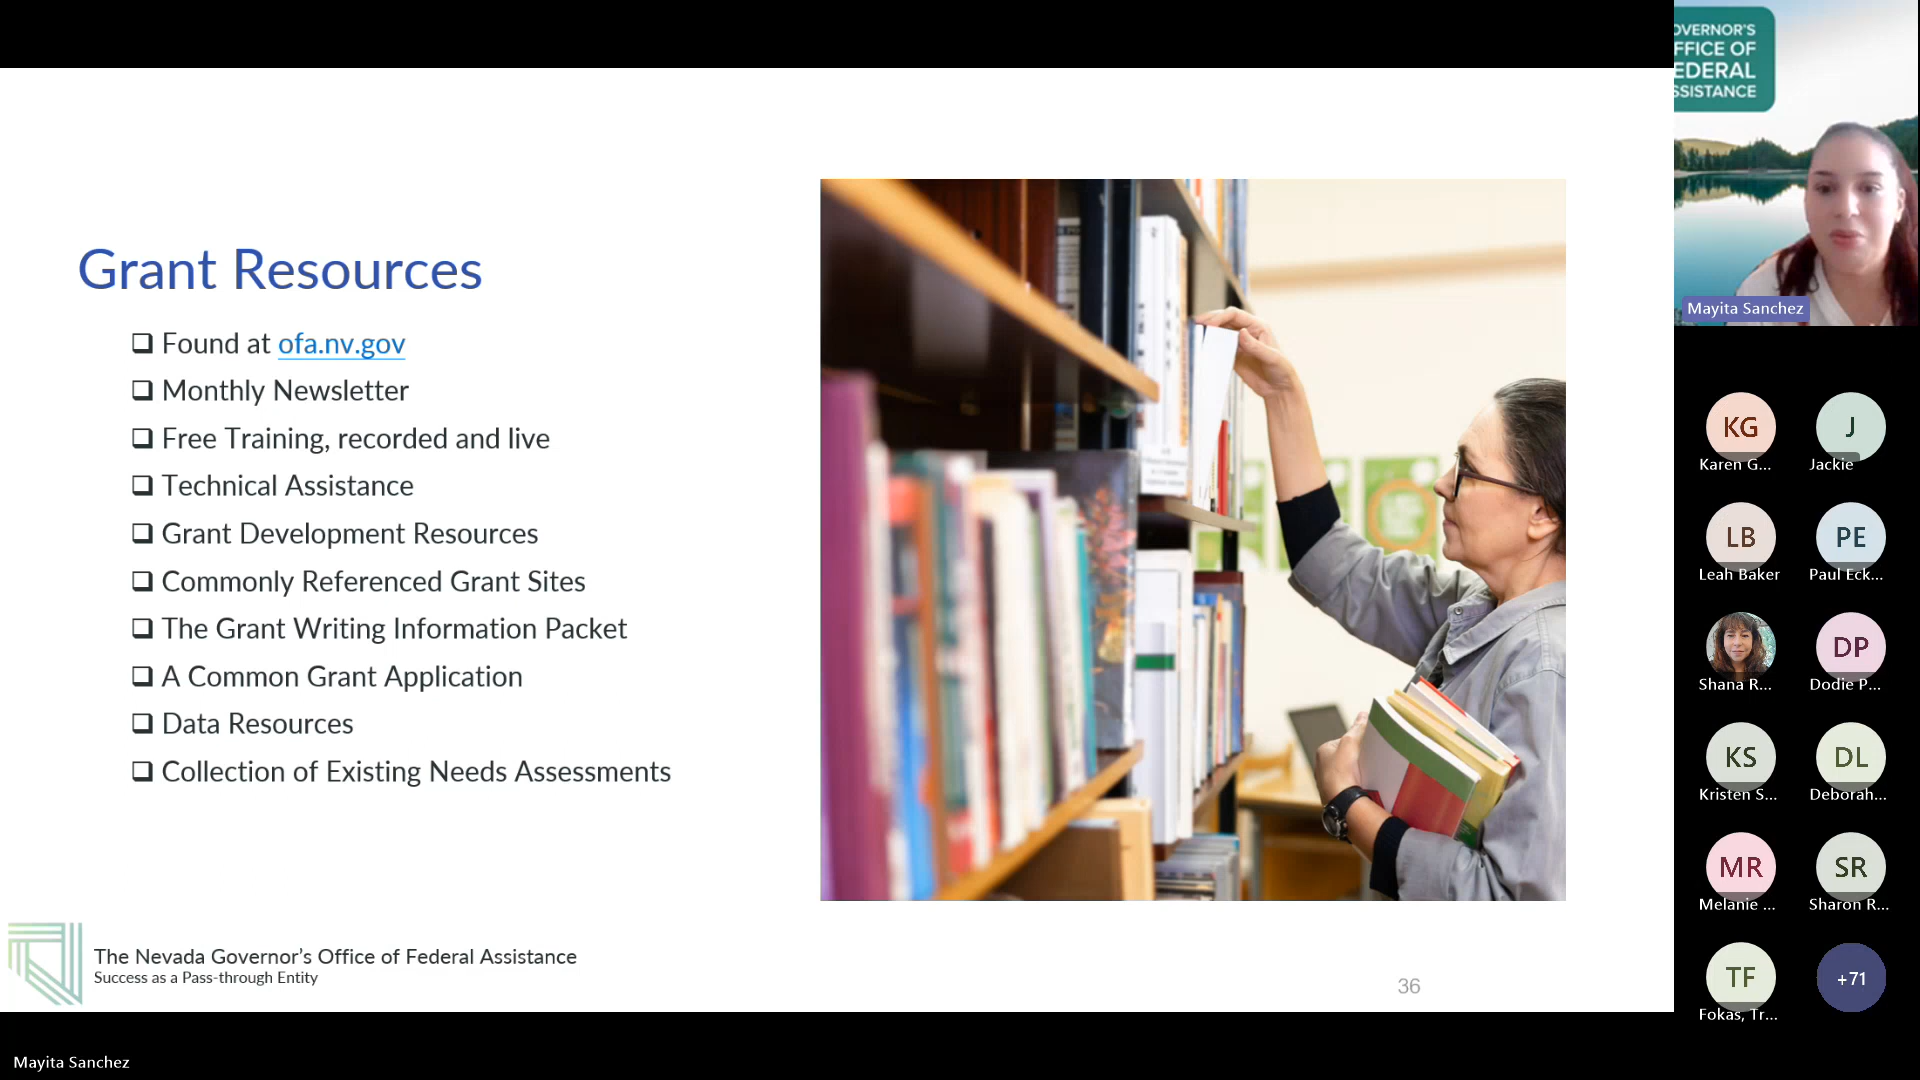 Grant Resources
Found at ofa.nv.gov
Monthly Newsletter
Free Training, recorded and live
Technical Assistance
Grant Development Resources
Commonly Referenced Grant Sites
The Grant Writing Information Packet
A Common Grant Application
Data Resources
Collection of Existing Needs Assessments
The Nevada Governor's Office of Federal Assistance
Success as a Pass-through Entity
36
Mayita Sanchez
OVERNOR'S
FFICE OF
EDERAL
SSISTANCE
Mayita Sanchez
KG
Karen G...
J
Jackie
LB
Leah Baker
PE
Paul Eck...
Shana R...
DP
Dodie P...
KS
Kristen S...
DL
Deborah...
MR
Melanie ...
SR
Sharon R...
TF
Fokas, Tr...
+71